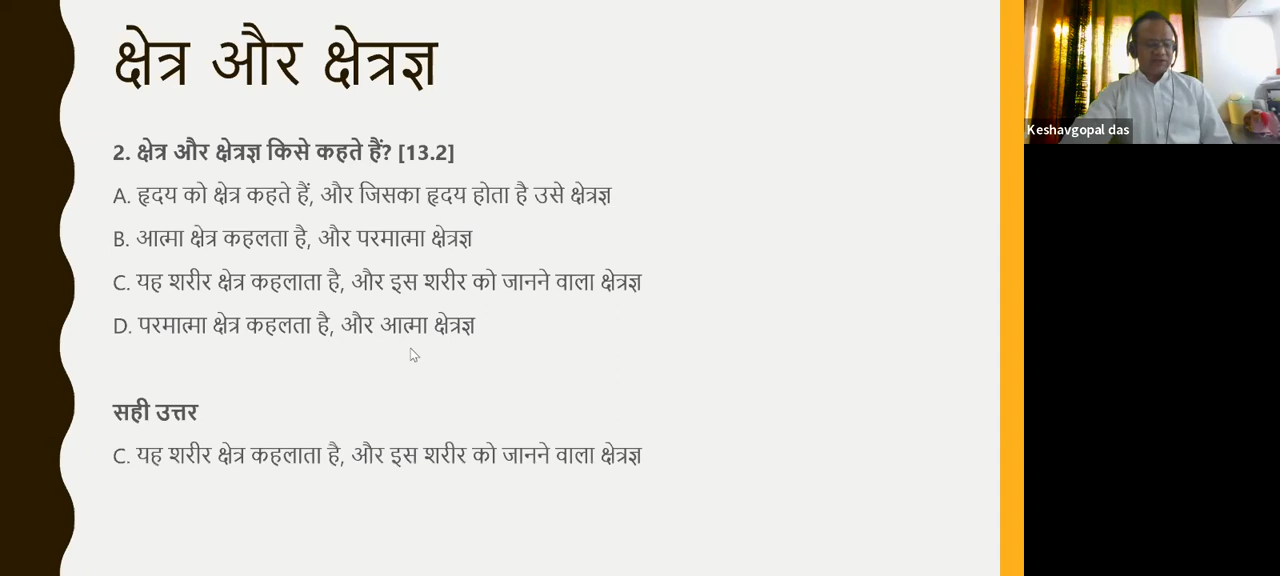 क्षेत्र और क्षेत्रज्ञ
2. क्षेत्र और क्षेत्रज्ञ किसे कहते हैं? [13.2]
A. हृदय को क्षेत्र कहते हैं, और जिसका हृदय होता है उसे क्षेत्रज्ञ
B. आत्मा क्षेत्र कहलता है, और परमात्मा क्षेत्रज्ञ
C. यह शरीर क्षेत्र कहलाता है, और इस शरीर को जानने वाला क्षेत्रज्ञ
D. परमात्मा क्षेत्र कहलता है, और आत्मा क्षेत्रज्ञ
सही उत्तर
C. यह शरीर क्षेत्र कहलाता है, और इस शरीर को जानने वाला क्षेत्रज्ञ
Keshavgopal das